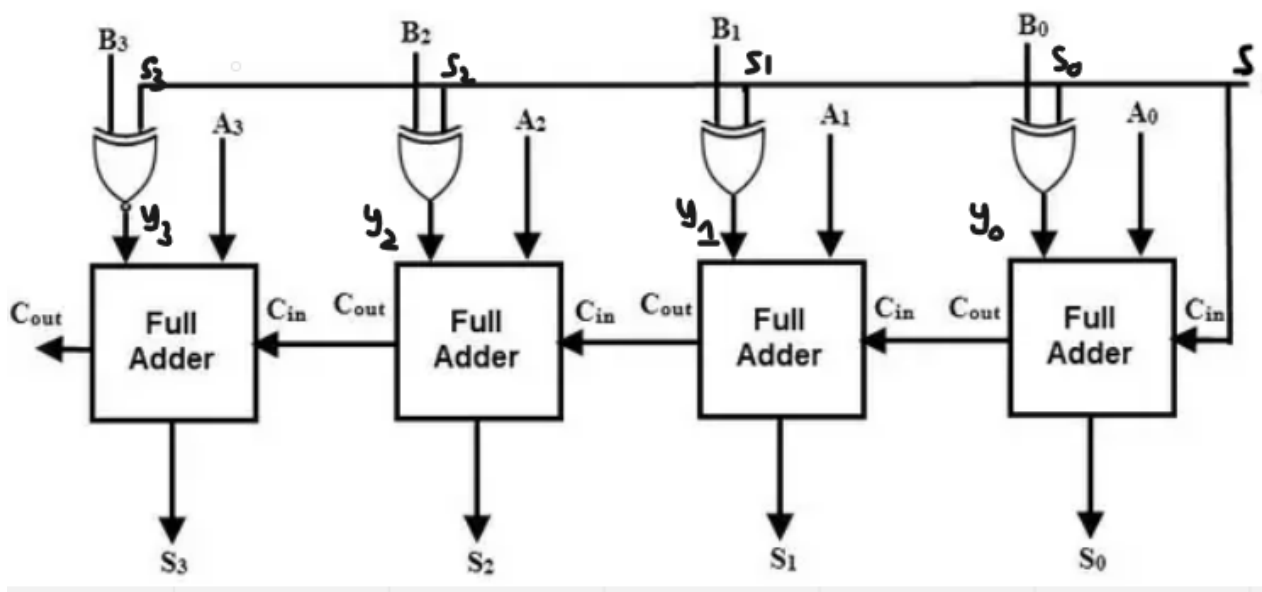 B3 B2 B1 B0
S3 S2 S1 S0 S
A3 A2 A1 A0
y3 y2 y1 y0
Cout Full Adder Cin Cout Full Adder Cin Cout Full Adder Cin Cout Full Adder Cin
S3 S2 S1 S0